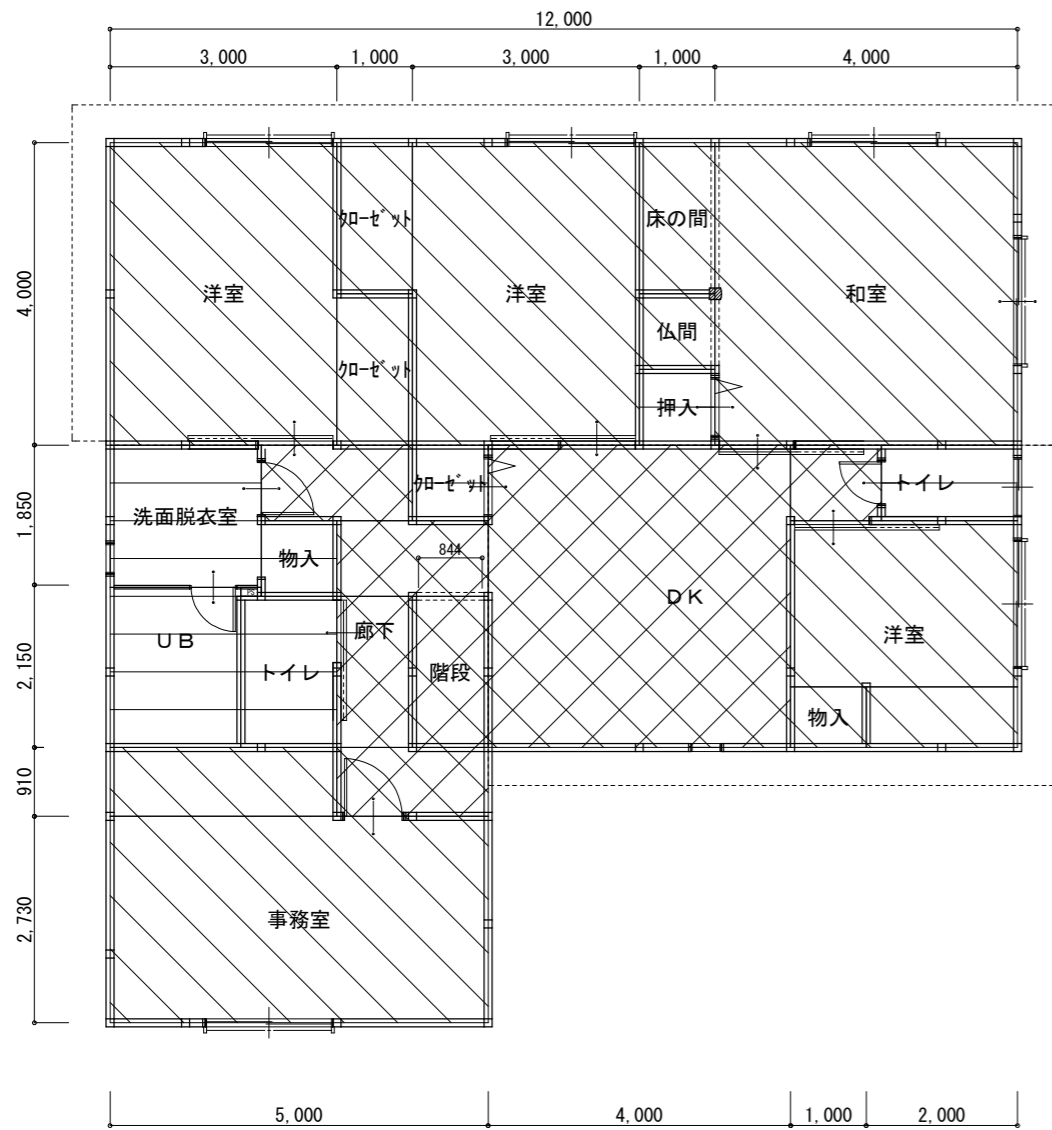 12,000
3,000
1,000
3,000
1,000
4,000
4,000
1,850
2,150
910
2,730
ｸﾛｰｾﾞｯﾄ
床の間
洋室
洋室
和室
仏間
ｸﾛｰｾﾞｯﾄ
押入
ｸﾛｰｾﾞｯﾄ
トイレ
洗面脱衣室
物入
844
DK
UB
トイレ
廊下
階段
洋室
物入
事務室
5,000
4,000
1,000
2,000